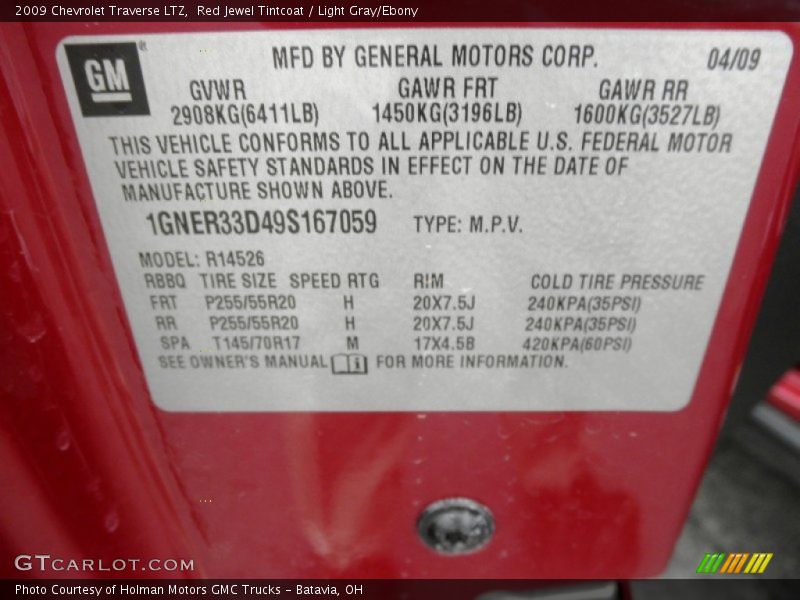 2009 Chevrolet Traverse LTZ,  Red Jewel Tintcoat / Light Gray/Ebony
GM ® MFD BY GENERAL MOTORS CORP. 04/09
GVWR GAWR FRT GAWR RR
2908KG(6411LB) 1450KG(3196LB) 1600KG(3527LB)
THIS VEHICLE CONFORMS TO ALL APPLICABLE U.S. FEDERAL MOTOR
VEHICLE SAFETY STANDARDS IN EFFECT ON THE DATE OF
MANUFACTURE SHOWN ABOVE.
1GNER33D49S167059 TYPE: M.P.V.
MODEL: R14526
RBBQ TIRE SIZE SPEED RTG RIM COLD TIRE PRESSURE
FRT P255/55R20 H 20X7.5J 240KPA(35PSI)
RR P255/55R20 H 20X7.5J 240KPA(35PSI)
SPA T145/70R17 M 17X4.5B 420KPA(60PSI)
SEE OWNER'S MANUAL i FOR MORE INFORMATION.
GTCARLOT.COM
Photo Courtesy of Holman Motors GMC Trucks - Batavia, OH